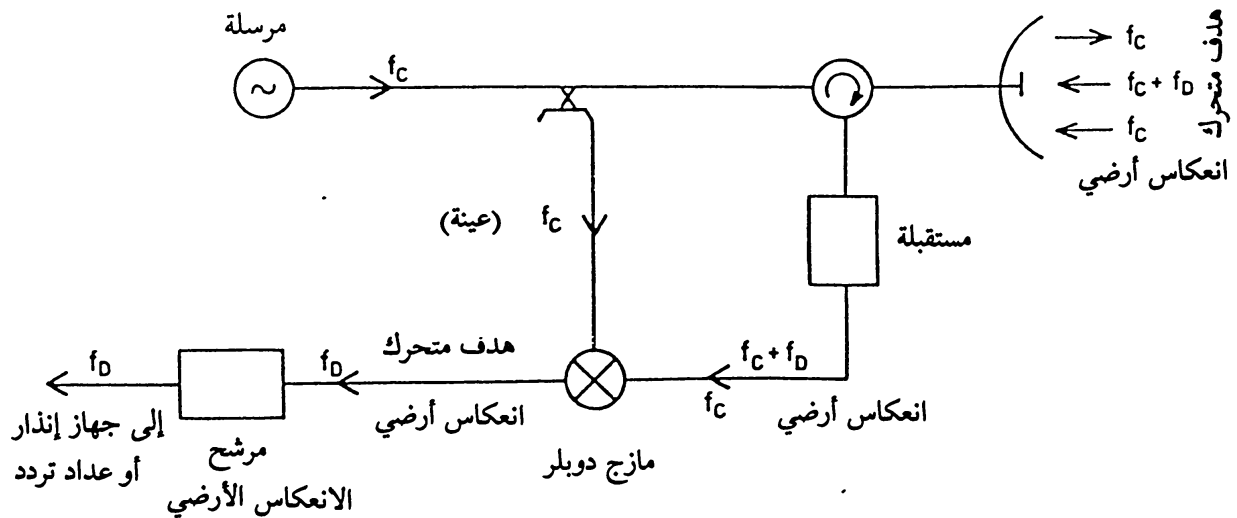 مرسلة
~
fC
fC
هدف متحرك
fC + fD
fC
انعكاس أرضي
(عينة)
fC
مستقبلة
هدف متحرك
fC + fD
fD
fD
fC
انعكاس أرضي
انعكاس أرضي
إلى جهاز إنذار
أو عداد تردد
مرشح
الانعكاس الأرضي
مازج دوبلر